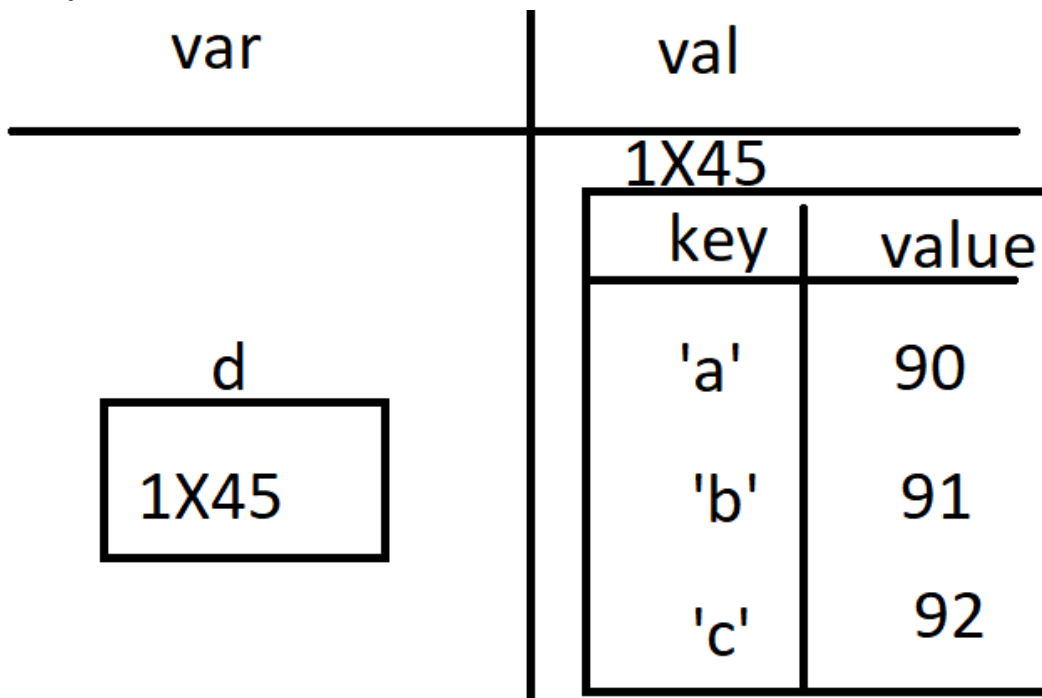 var val
1X45
key value
d 'a' 90
1X45 'b' 91
'c' 92